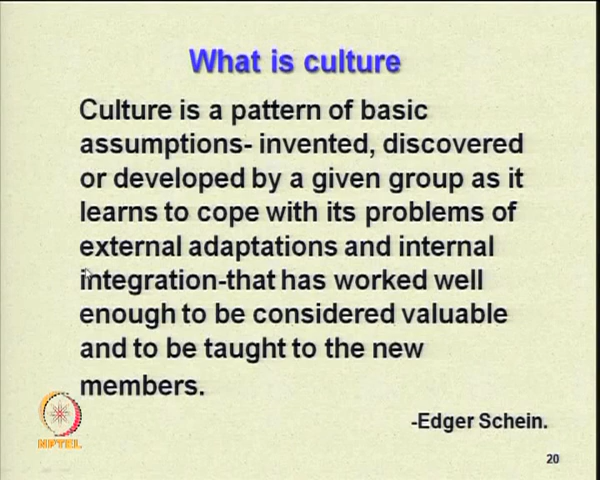 What is culture
Culture is a pattern of basic
assumptions- invented, discovered
or developed by a given group as it
learns to cope with its problems of
external adaptations and internal
integration-that has worked well
enough to be considered valuable
and to be taught to the new
members.
-Edger Schein.
NPTEL
20